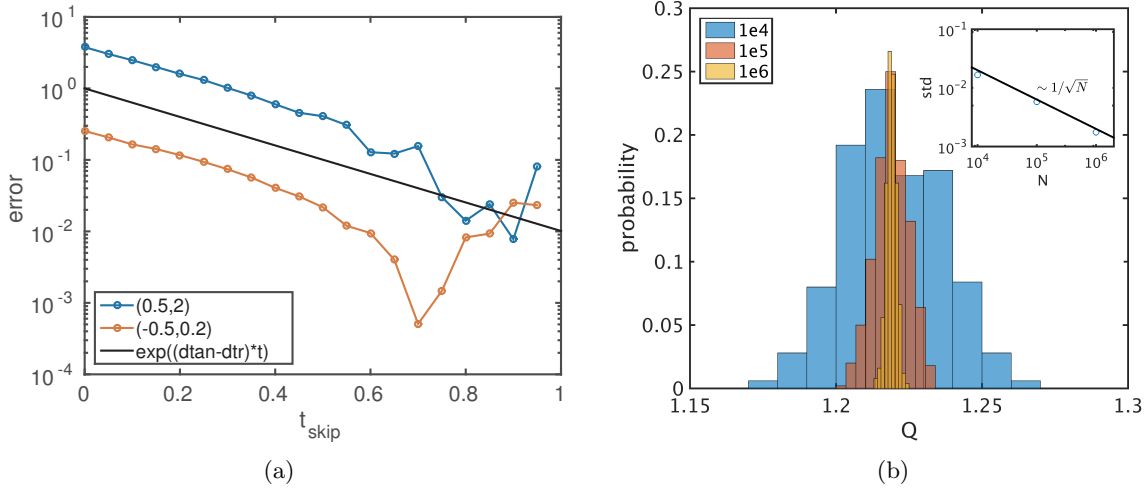 10^1
10^0
10^-1
10^-2
10^-3
10^-4
error
0
0.2
0.4
0.6
0.8
1
t_skip
(0.5,2)
(-0.5,0.2)
exp((dtan-dtr)*t)
(a)
0.3
0.25
0.2
0.15
0.1
0.05
0
probability
1.15
1.2
1.25
1.3
Q
1e4
1e5
1e6
10^-1
10^-2
10^-3
std
~ 1/√N
10^4
10^5
10^6
N
(b)